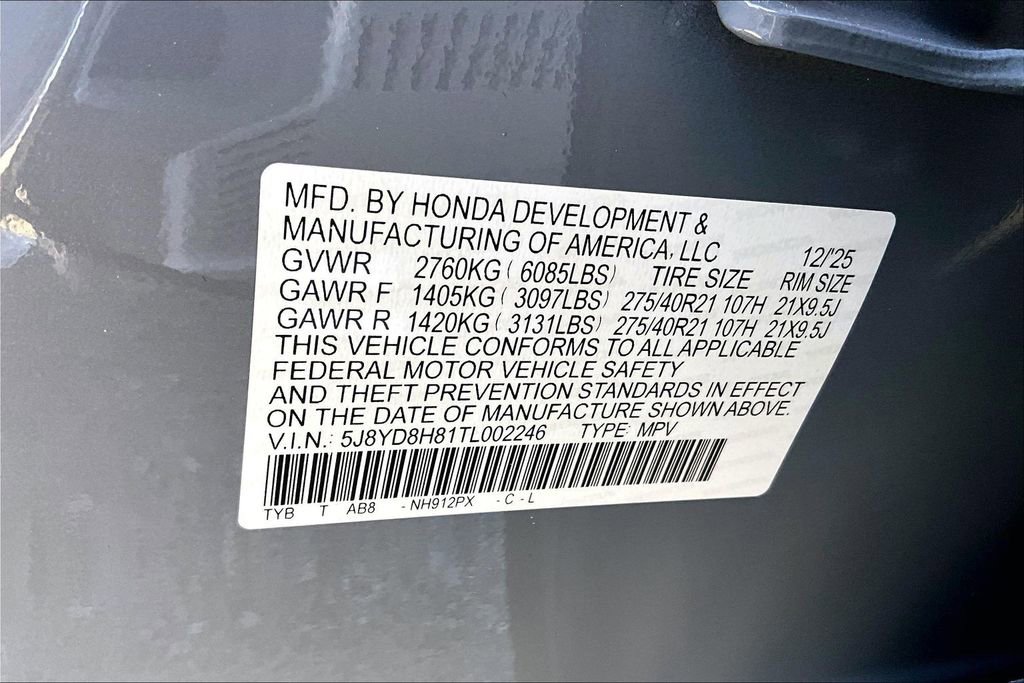 MFD. BY HONDA DEVELOPMENT &
MANUFACTURING OF AMERICA, LLC 12/'25
GVWR 2760KG ( 6085LBS) TIRE SIZE RIM SIZE
GAWR F 1405KG ( 3097LBS) 275/40R21 107H 21X9.5J
GAWR R 1420KG ( 3131LBS) 275/40R21 107H 21X9.5J
THIS VEHICLE CONFORMS TO ALL APPLICABLE
FEDERAL MOTOR VEHICLE SAFETY
AND THEFT PREVENTION STANDARDS IN EFFECT
ON THE DATE OF MANUFACTURE SHOWN ABOVE.
V.I.N.: 5J8YD8H81TL002246 TYPE: MPV
TYB T AB8 - NH912PX - C - L